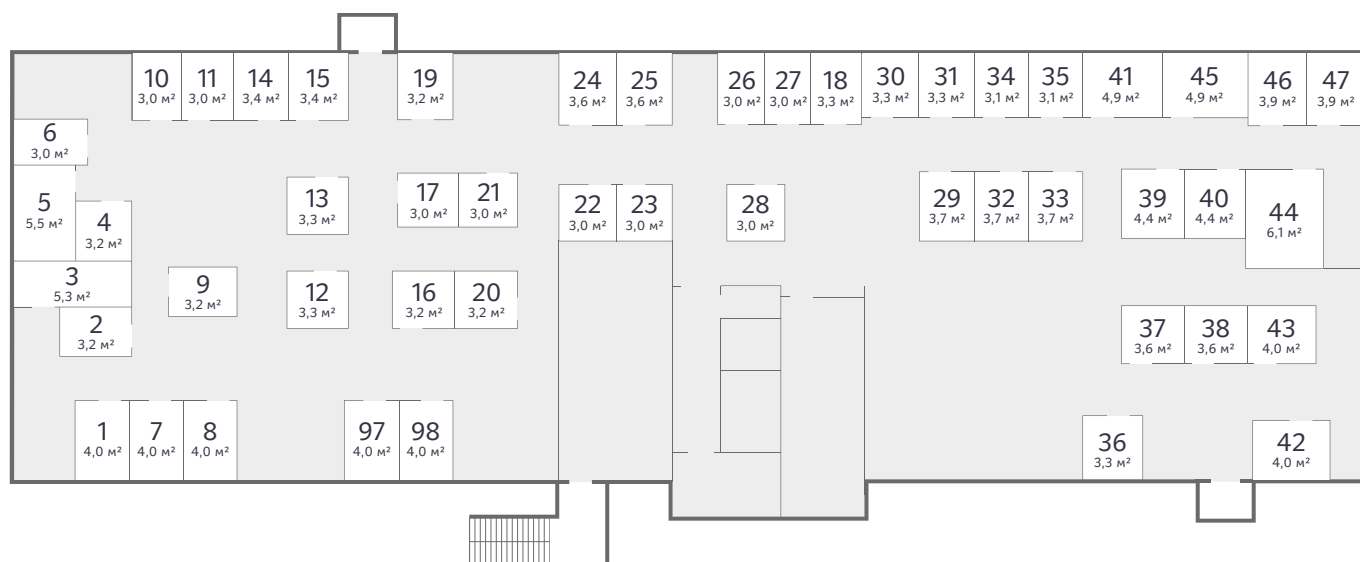 10
3,0 м²
11
3,0 м²
14
3,4 м²
15
3,4 м²
19
3,2 м²
24
3,6 м²
25
3,6 м²
26
3,0 м²
27
3,0 м²
18
3,3 м²
30
3,3 м²
31
3,3 м²
34
3,1 м²
35
3,1 м²
41
4,9 м²
45
4,9 м²
46
3,9 м²
47
3,9 м²
6
3,0 м²
5
5,5 м²
4
3,2 м²
13
3,3 м²
17
3,0 м²
21
3,0 м²
22
3,0 м²
23
3,0 м²
28
3,0 м²
29
3,7 м²
32
3,7 м²
33
3,7 м²
39
4,4 м²
40
4,4 м²
44
6,1 м²
3
5,3 м²
9
3,2 м²
12
3,3 м²
16
3,2 м²
20
3,2 м²
2
3,2 м²
37
3,6 м²
38
3,6 м²
43
4,0 м²
1
4,0 м²
7
4,0 м²
8
4,0 м²
97
4,0 м²
98
4,0 м²
36
3,3 м²
42
4,0 м²